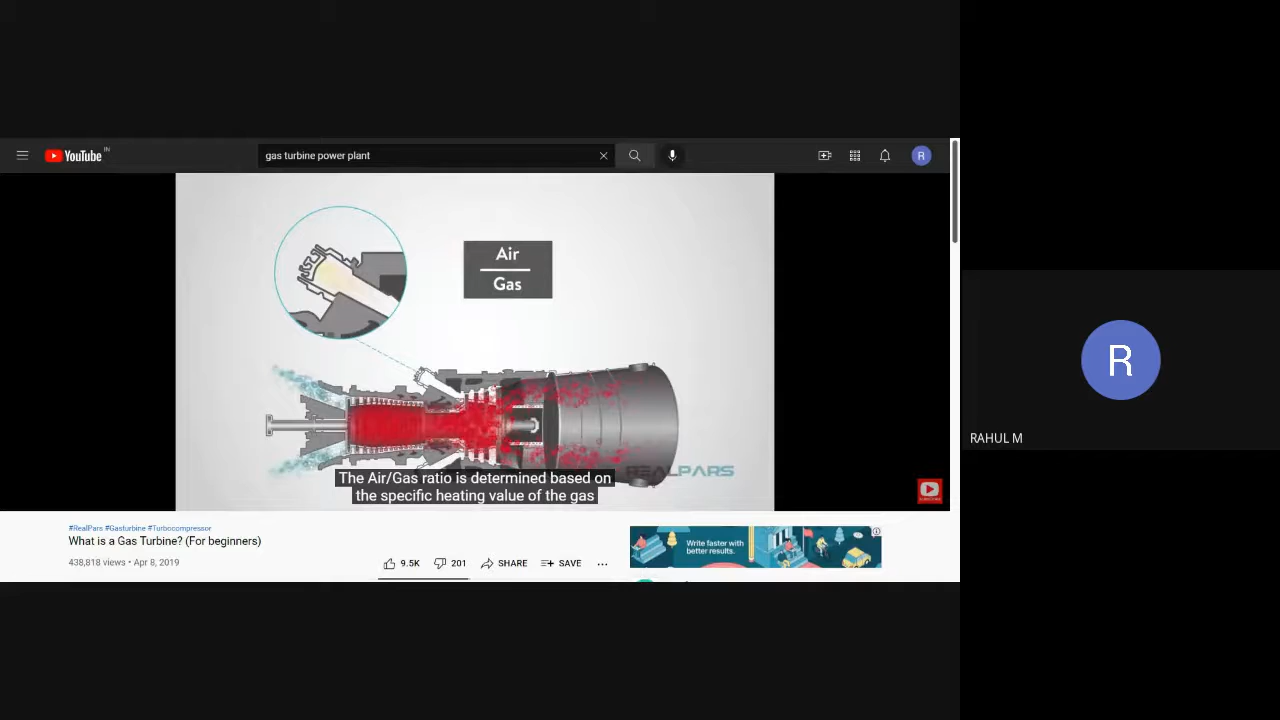 YouTube IN
gas turbine power plant
R
Air
Gas
REALPARS
The Air/Gas ratio is determined based on
the specific heating value of the gas
#RealPars #Gasturbine #Turbocompressor
What is a Gas Turbine? (For beginners)
438,818 views • Apr 8, 2019
9.5K
201
SHARE
SAVE
Write faster with
better results.
R
RAHUL M